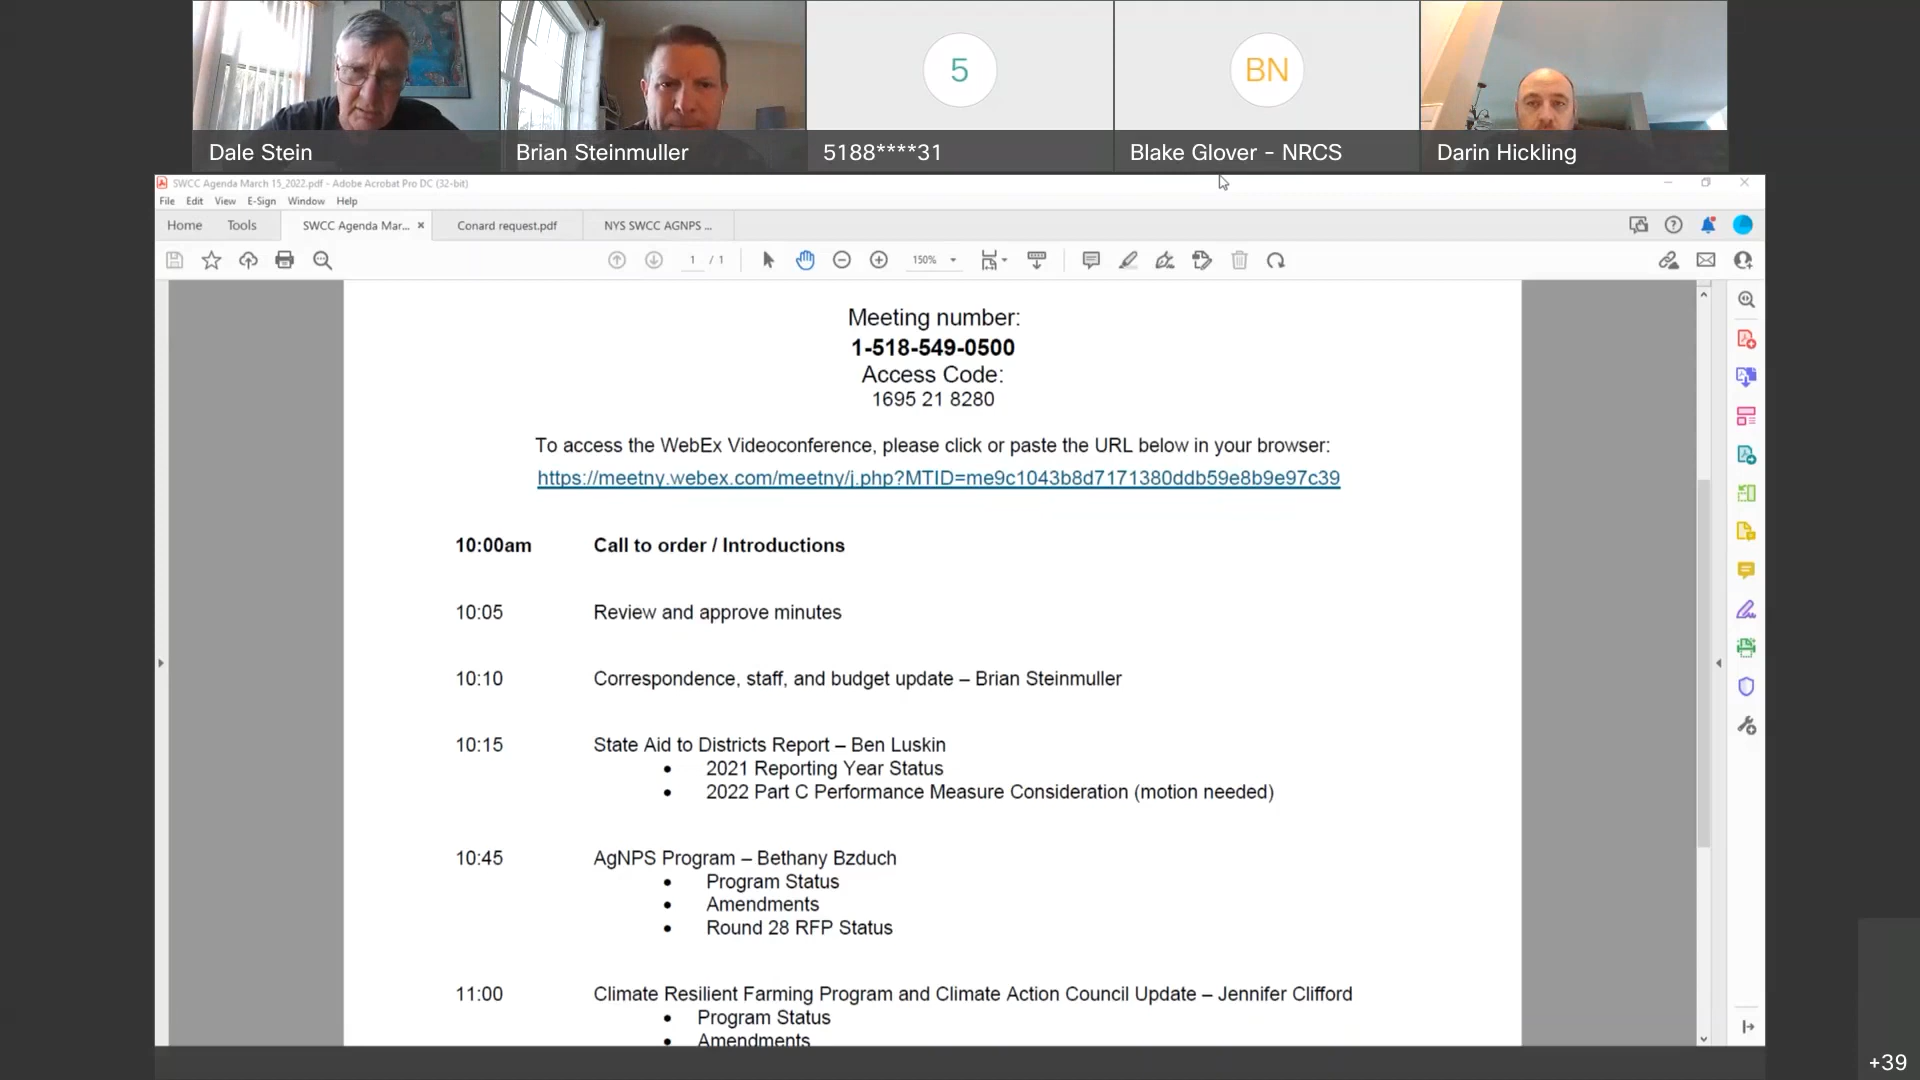 5
BN
Dale Stein
Brian Steinmuller
5188****31
Blake Glover - NRCS
Darin Hickling
SWCC Agenda March 15_2022.pdf - Adobe Acrobat Pro DC (32-bit)
File Edit View E-Sign Window Help
Home Tools SWCC Agenda Mar... × Conard request.pdf NYS SWCC AGNPS ...
1 / 1 150%
Meeting number:
1-518-549-0500
Access Code:
1695 21 8280
To access the WebEx Videoconference, please click or paste the URL below in your browser:
https://meetny.webex.com/meetny/j.php?MTID=me9c1043b8d7171380ddb59e8b9e97c39
10:00am Call to order / Introductions
10:05 Review and approve minutes
10:10 Correspondence, staff, and budget update – Brian Steinmuller
10:15 State Aid to Districts Report – Ben Luskin
• 2021 Reporting Year Status
• 2022 Part C Performance Measure Consideration (motion needed)
10:45 AgNPS Program – Bethany Bzduch
• Program Status
• Amendments
• Round 28 RFP Status
11:00 Climate Resilient Farming Program and Climate Action Council Update – Jennifer Clifford
• Program Status
• Amendments
+39